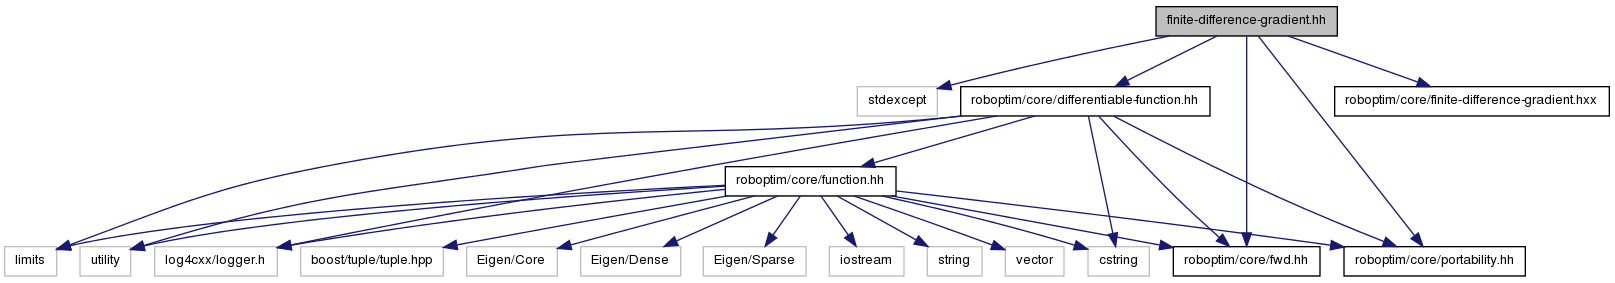 finite-difference-gradient.hh
stdexcept
roboptim/core/differentiable-function.hh
roboptim/core/finite-difference-gradient.hxx
roboptim/core/function.hh
limits
utility
log4cxx/logger.h
boost/tuple/tuple.hpp
Eigen/Core
Eigen/Dense
Eigen/Sparse
iostream
string
vector
cstring
roboptim/core/fwd.hh
roboptim/core/portability.hh